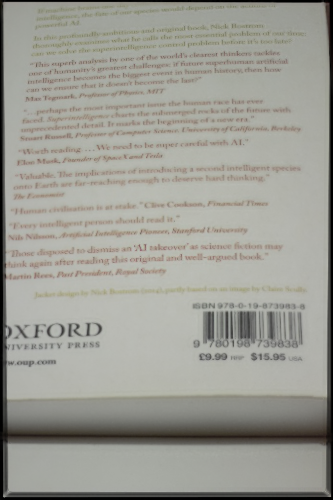 intelligence, the fate of our species would depend on the actions of
powerful AI.
In this profoundly ambitious and original book, Nick Bostrom
thoroughly examines what he calls the most essential problem of our time:
can we solve the superintelligence control problem before it's too late?
"This superb analysis by one of the world's clearest thinkers tackles
one of humanity's greatest challenges: if future superhuman artificial
intelligence becomes the biggest event in human history, then how
can we ensure that it doesn't become the last?"
Max Tegmark, Professor of Physics, MIT
"... perhaps the most important issue the human race has ever
faced. Superintelligence charts the submerged rocks of the future with
unprecedented detail. It marks the beginning of a new era."
Stuart Russell, Professor of Computer Science, University of California, Berkeley
"Worth reading .... We need to be super careful with AI."
Elon Musk, Founder of SpaceX and Tesla
"Valuable. The implications of introducing a second intelligent species
onto Earth are far-reaching enough to deserve hard thinking."
The Economist
"Human civilisation is at stake." Clive Cookson, Financial Times
"Every intelligent person should read it."
Nils Nilsson, Artificial Intelligence Pioneer, Stanford University
"Those disposed to dismiss an 'AI takeover' as science fiction may
think again after reading this original and well-argued book."
Martin Rees, Past President, Royal Society
Jacket design by Nick Bostrom partly based on an image by Claire Scully
ISBN 978-0-19-873983-8
9 780198 739838
£9.99 RRP $15.95 USA
OXFORD
UNIVERSITY PRESS
www.oup.com